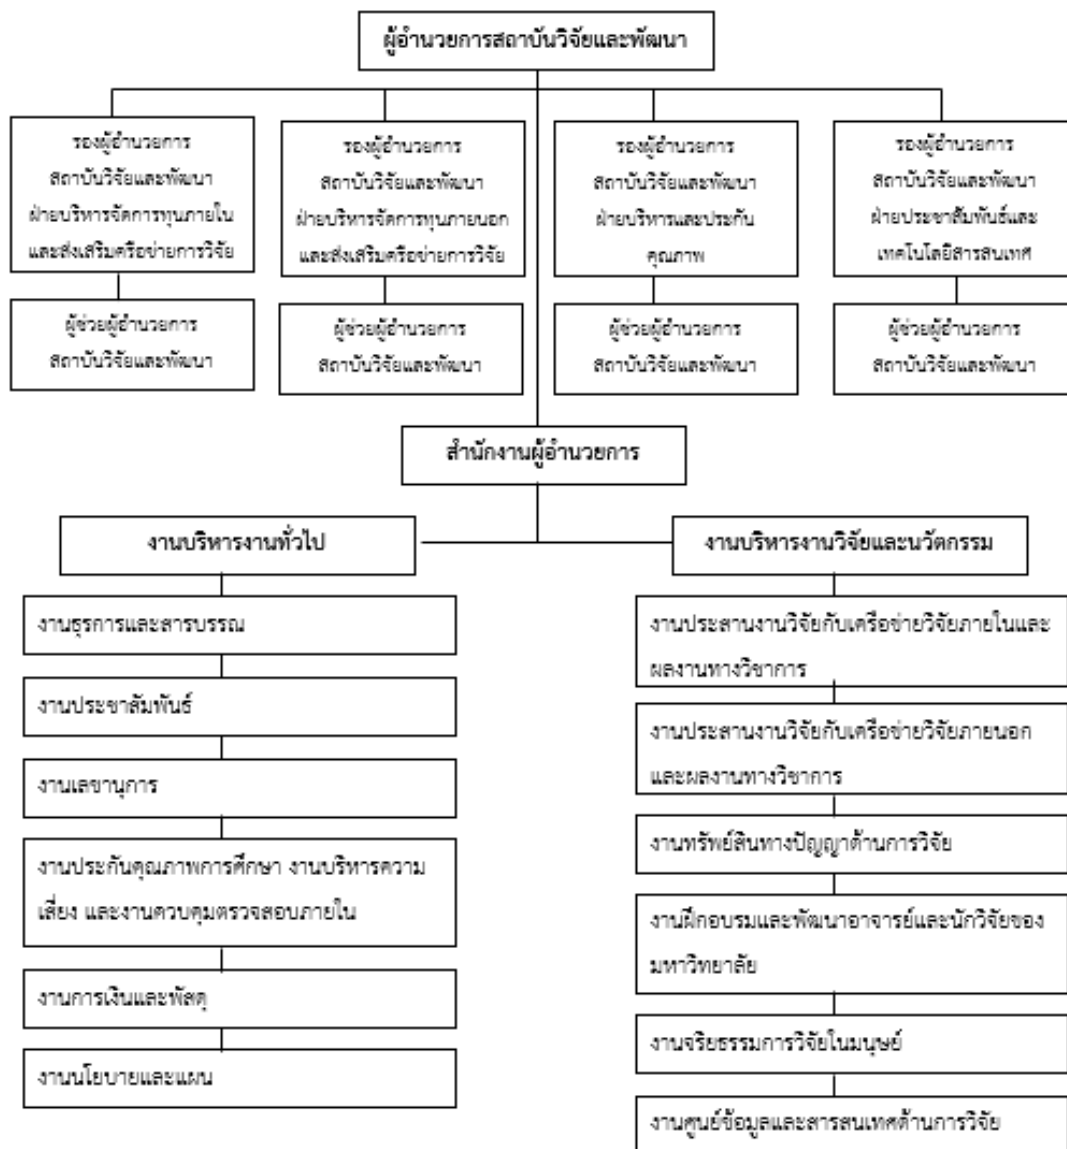 ผู้อำนวยการสถาบันวิจัยและพัฒนา
รองผู้อำนวยการ
สถาบันวิจัยและพัฒนา
ฝ่ายบริหารจัดการทุนภายใน
และส่งเสริมเครือข่ายการวิจัย
รองผู้อำนวยการ
สถาบันวิจัยและพัฒนา
ฝ่ายบริหารจัดการทุนภายนอก
และส่งเสริมเครือข่ายการวิจัย
รองผู้อำนวยการ
สถาบันวิจัยและพัฒนา
ฝ่ายบริหารและประกัน
คุณภาพ
รองผู้อำนวยการ
สถาบันวิจัยและพัฒนา
ฝ่ายประชาสัมพันธ์และ
เทคโนโลยีสารสนเทศ
ผู้ช่วยผู้อำนวยการ
สถาบันวิจัยและพัฒนา
ผู้ช่วยผู้อำนวยการ
สถาบันวิจัยและพัฒนา
ผู้ช่วยผู้อำนวยการ
สถาบันวิจัยและพัฒนา
ผู้ช่วยผู้อำนวยการ
สถาบันวิจัยและพัฒนา
สำนักงานผู้อำนวยการ
งานบริหารงานทั่วไป
งานธุรการและสารบรรณ
งานประชาสัมพันธ์
งานเลขานุการ
งานประกันคุณภาพการศึกษา งานบริหารความ
เสี่ยง และงานควบคุมตรวจสอบภายใน
งานการเงินและพัสดุ
งานนโยบายและแผน
งานบริหารงานวิจัยและนวัตกรรม
งานประสานงานวิจัยกับเครือข่ายวิจัยภายในและ
ผลงานทางวิชาการ
งานประสานงานวิจัยกับเครือข่ายวิจัยภายนอก
และผลงานทางวิชาการ
งานทรัพย์สินทางปัญญาด้านการวิจัย
งานฝึกอบรมและพัฒนาอาจารย์และนักวิจัยของ
มหาวิทยาลัย
งานจริยธรรมการวิจัยในมนุษย์
งานศูนย์ข้อมูลและสารสนเทศด้านการวิจัย